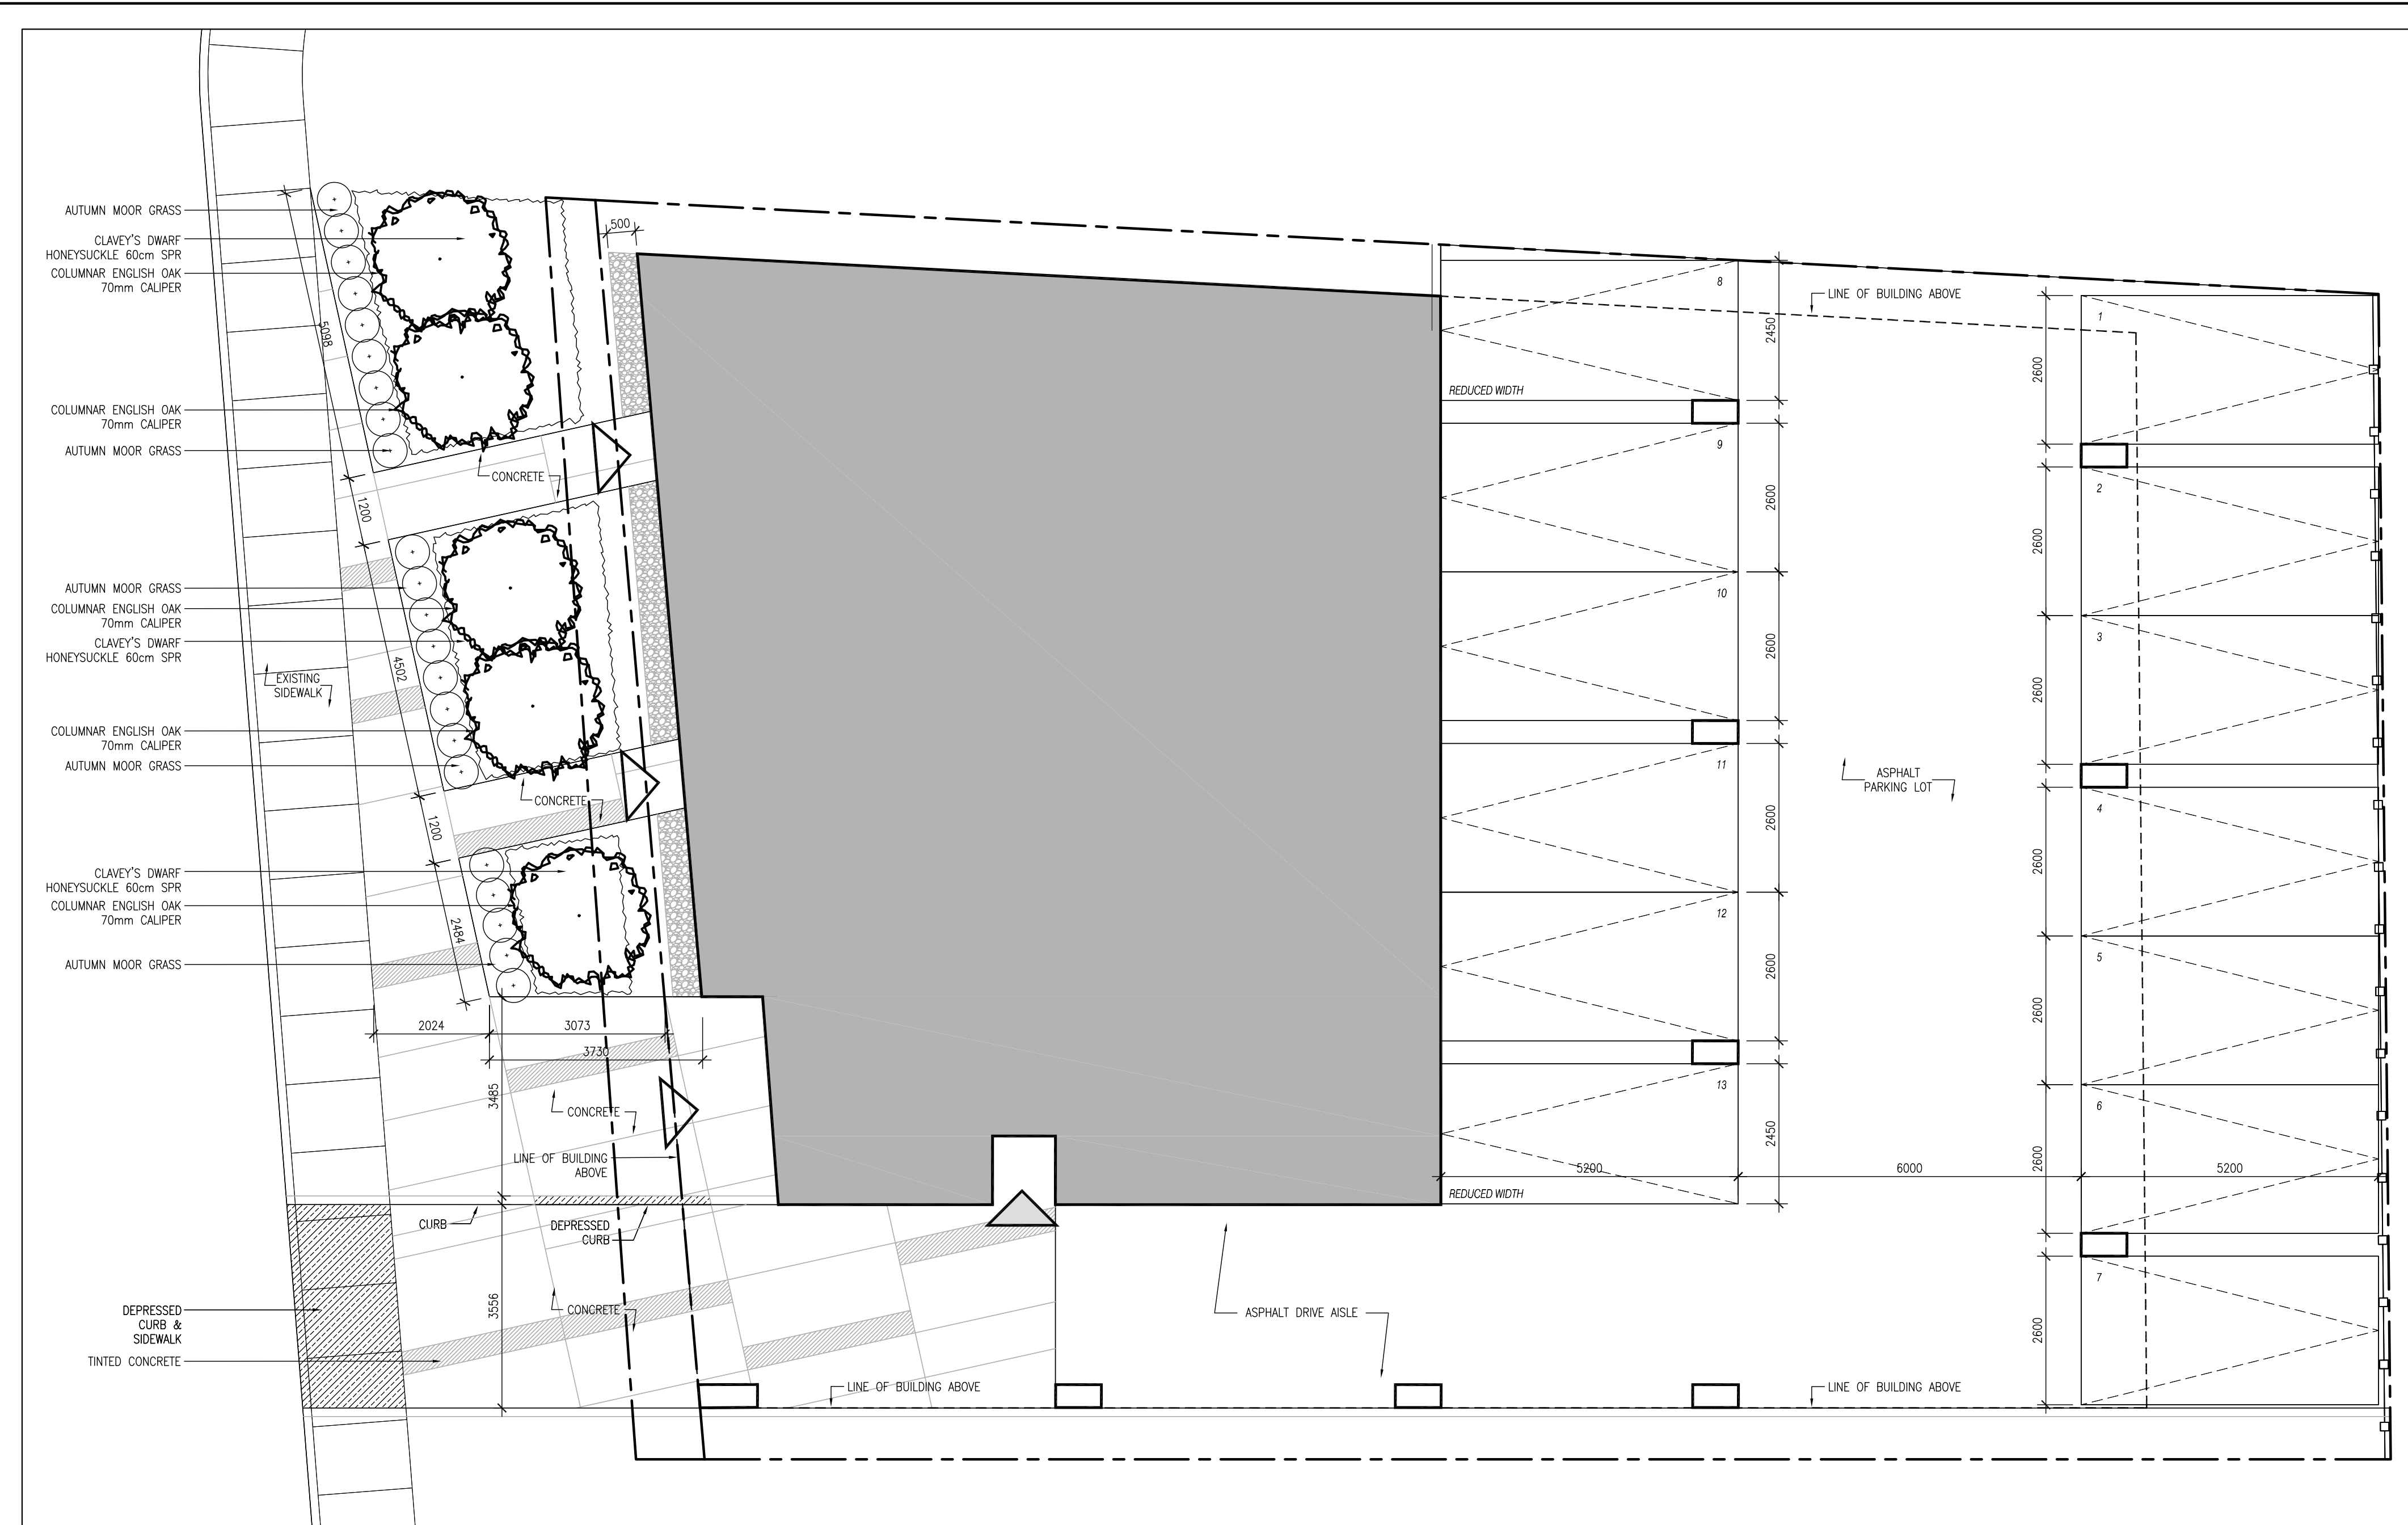 AUTUMN MOOR GRASS
CLAVEY'S DWARF
HONEYSUCKLE 60cm SPR
COLUMNAR ENGLISH OAK
70mm CALIPER
COLUMNAR ENGLISH OAK
70mm CALIPER
AUTUMN MOOR GRASS
AUTUMN MOOR GRASS
COLUMNAR ENGLISH OAK
70mm CALIPER
CLAVEY'S DWARF
HONEYSUCKLE 60cm SPR
COLUMNAR ENGLISH OAK
70mm CALIPER
AUTUMN MOOR GRASS
CLAVEY'S DWARF
HONEYSUCKLE 60cm SPR
COLUMNAR ENGLISH OAK
70mm CALIPER
AUTUMN MOOR GRASS
DEPRESSED
CURB &
SIDEWALK
TINTED CONCRETE
EXISTING
SIDEWALK
5098
1200
4502
1200
2484
500
CONCRETE
CONCRETE
2024
3073
3730
3485
CONCRETE
LINE OF BUILDING
ABOVE
CURB
DEPRESSED
CURB
3556
CONCRETE
LINE OF BUILDING ABOVE
ASPHALT DRIVE AISLE
8
2450
REDUCED WIDTH
9
2600
10
2600
11
2600
12
2600
13
2450
5200
REDUCED WIDTH
LINE OF BUILDING ABOVE
ASPHALT
PARKING LOT
6000
LINE OF BUILDING ABOVE
1
2600
2
2600
3
2600
4
2600
5
2600
6
2600
5200
7
2600